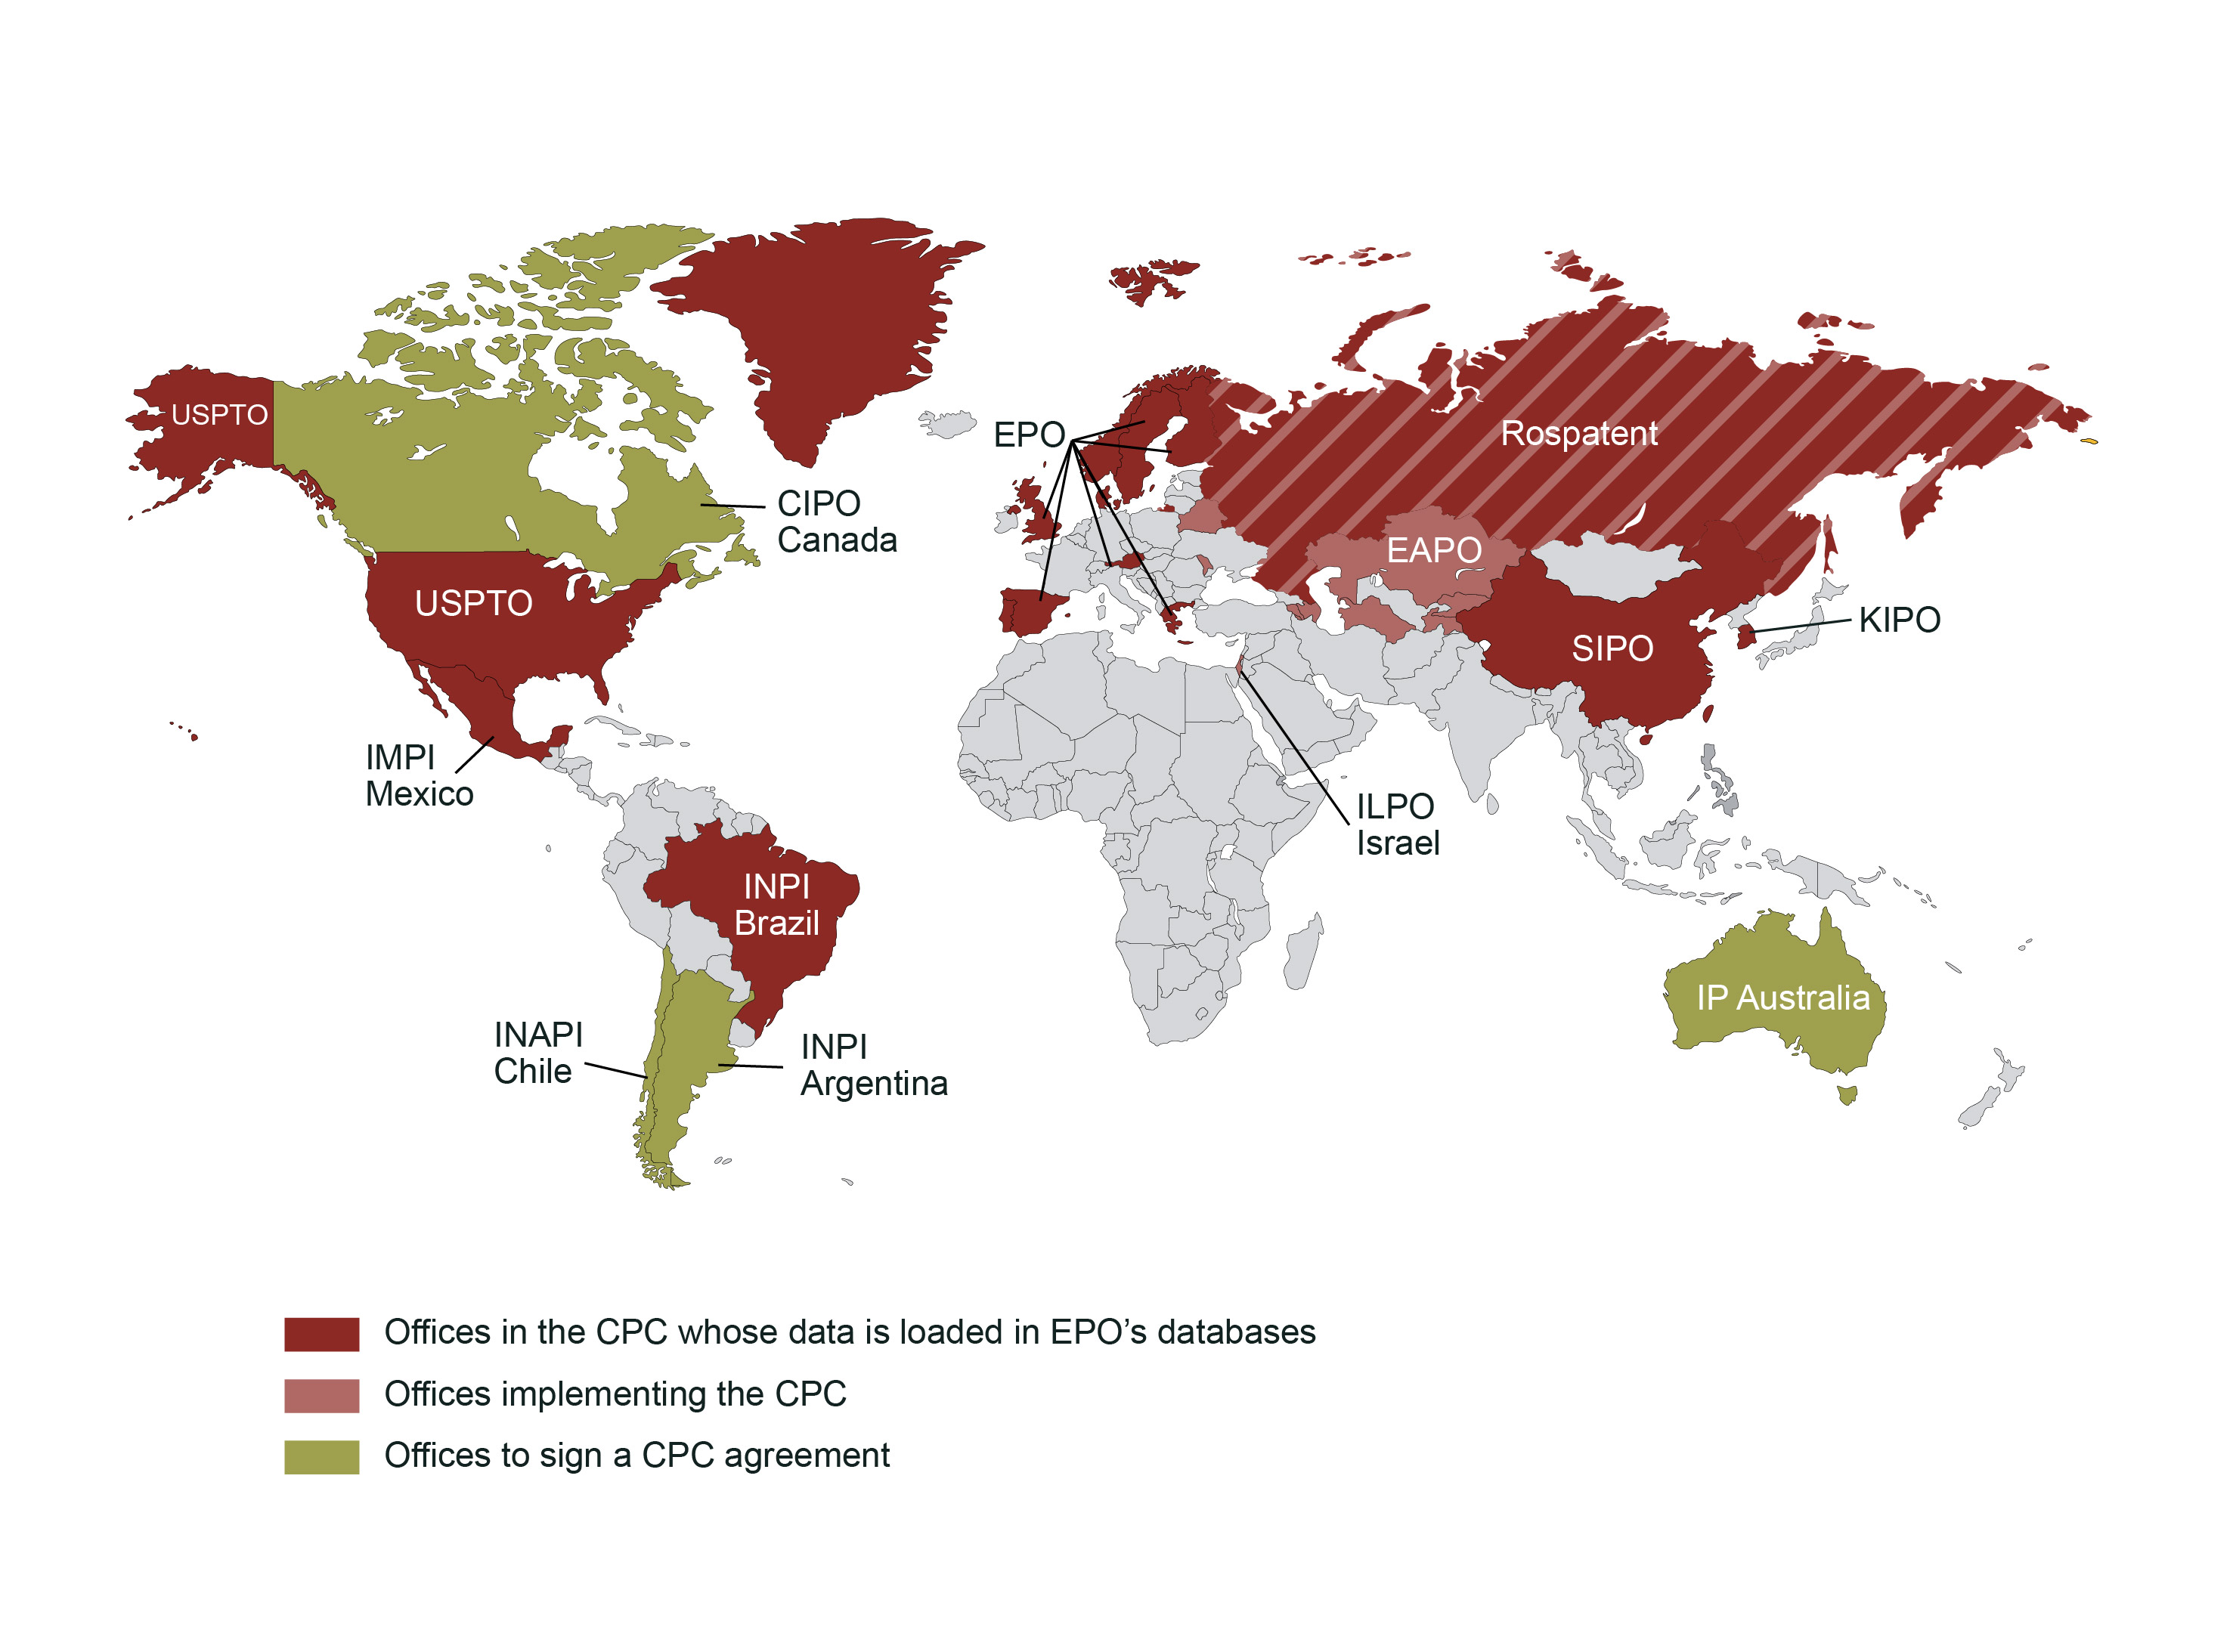 USPTO
EPO
Rospatent
CIPO
Canada
EAPO
USPTO
KIPO
SIPO
IMPI
Mexico
ILPO
Israel
INPI
Brazil
IP Australia
INAPI
Chile
INPI
Argentina
Offices in the CPC whose data is loaded in EPO’s databases
Offices implementing the CPC
Offices to sign a CPC agreement